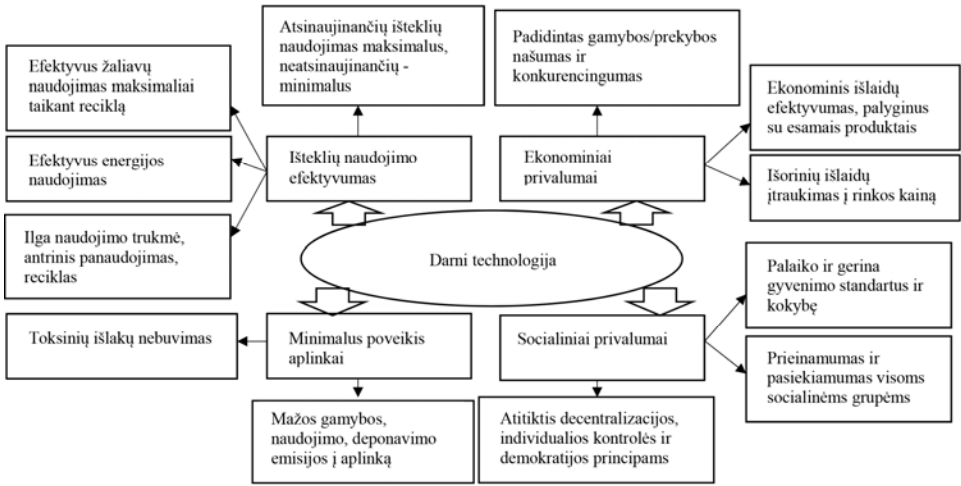 Atsinaujinančių išteklių
naudojimas maksimalus,
neatsinaujinančių -
minimalus
Padidintas gamybos/prekybos
našumas ir
konkurencingumas
Efektyvus žaliavų
naudojimas maksimaliai
taikant reciklą
Ekonominis išlaidų
efektyvumas, palyginus
su esamais produktais
Efektyvus energijos
naudojimas
Išteklių naudojimo
efektyvumas
Ekonominiai
privalumai
Išorinių išlaidų
įtraukimas į rinkos kainą
Ilga naudojimo trukmė,
antrinis panaudojimas,
reciklas
Darni technologija
Palaiko ir gerina
gyvenimo standartus ir
kokybę
Toksinių išlakų nebuvimas
Minimalus poveikis
aplinkai
Socialiniai privalumai
Prieinamumas ir
pasiekiamumas visoms
socialinėms grupėms
Mažos gamybos,
naudojimo, deponavimo
emisijos į aplinką
Atitiktis decentralizacijos,
individualios kontrolės ir
demokratijos principams